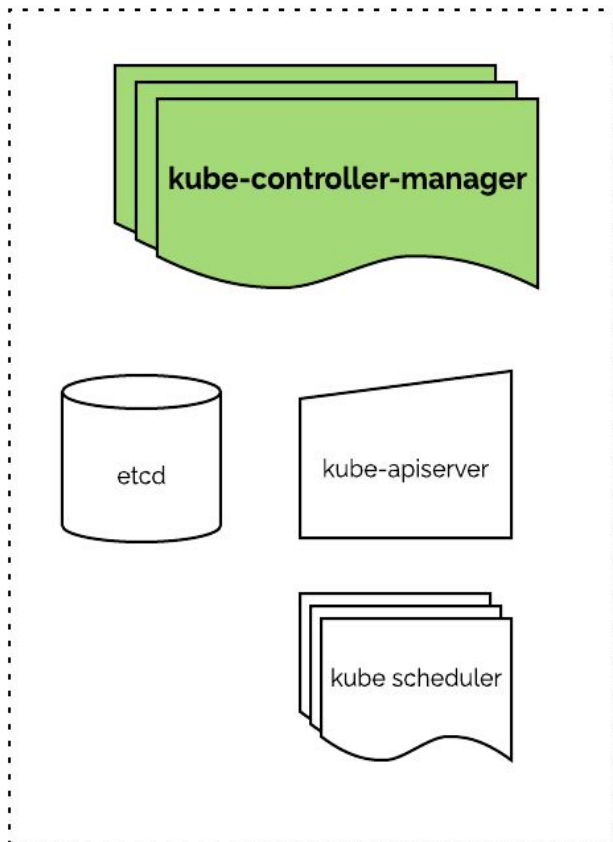 kube-controller-manager
etcd
kube-apiserver
kube scheduler